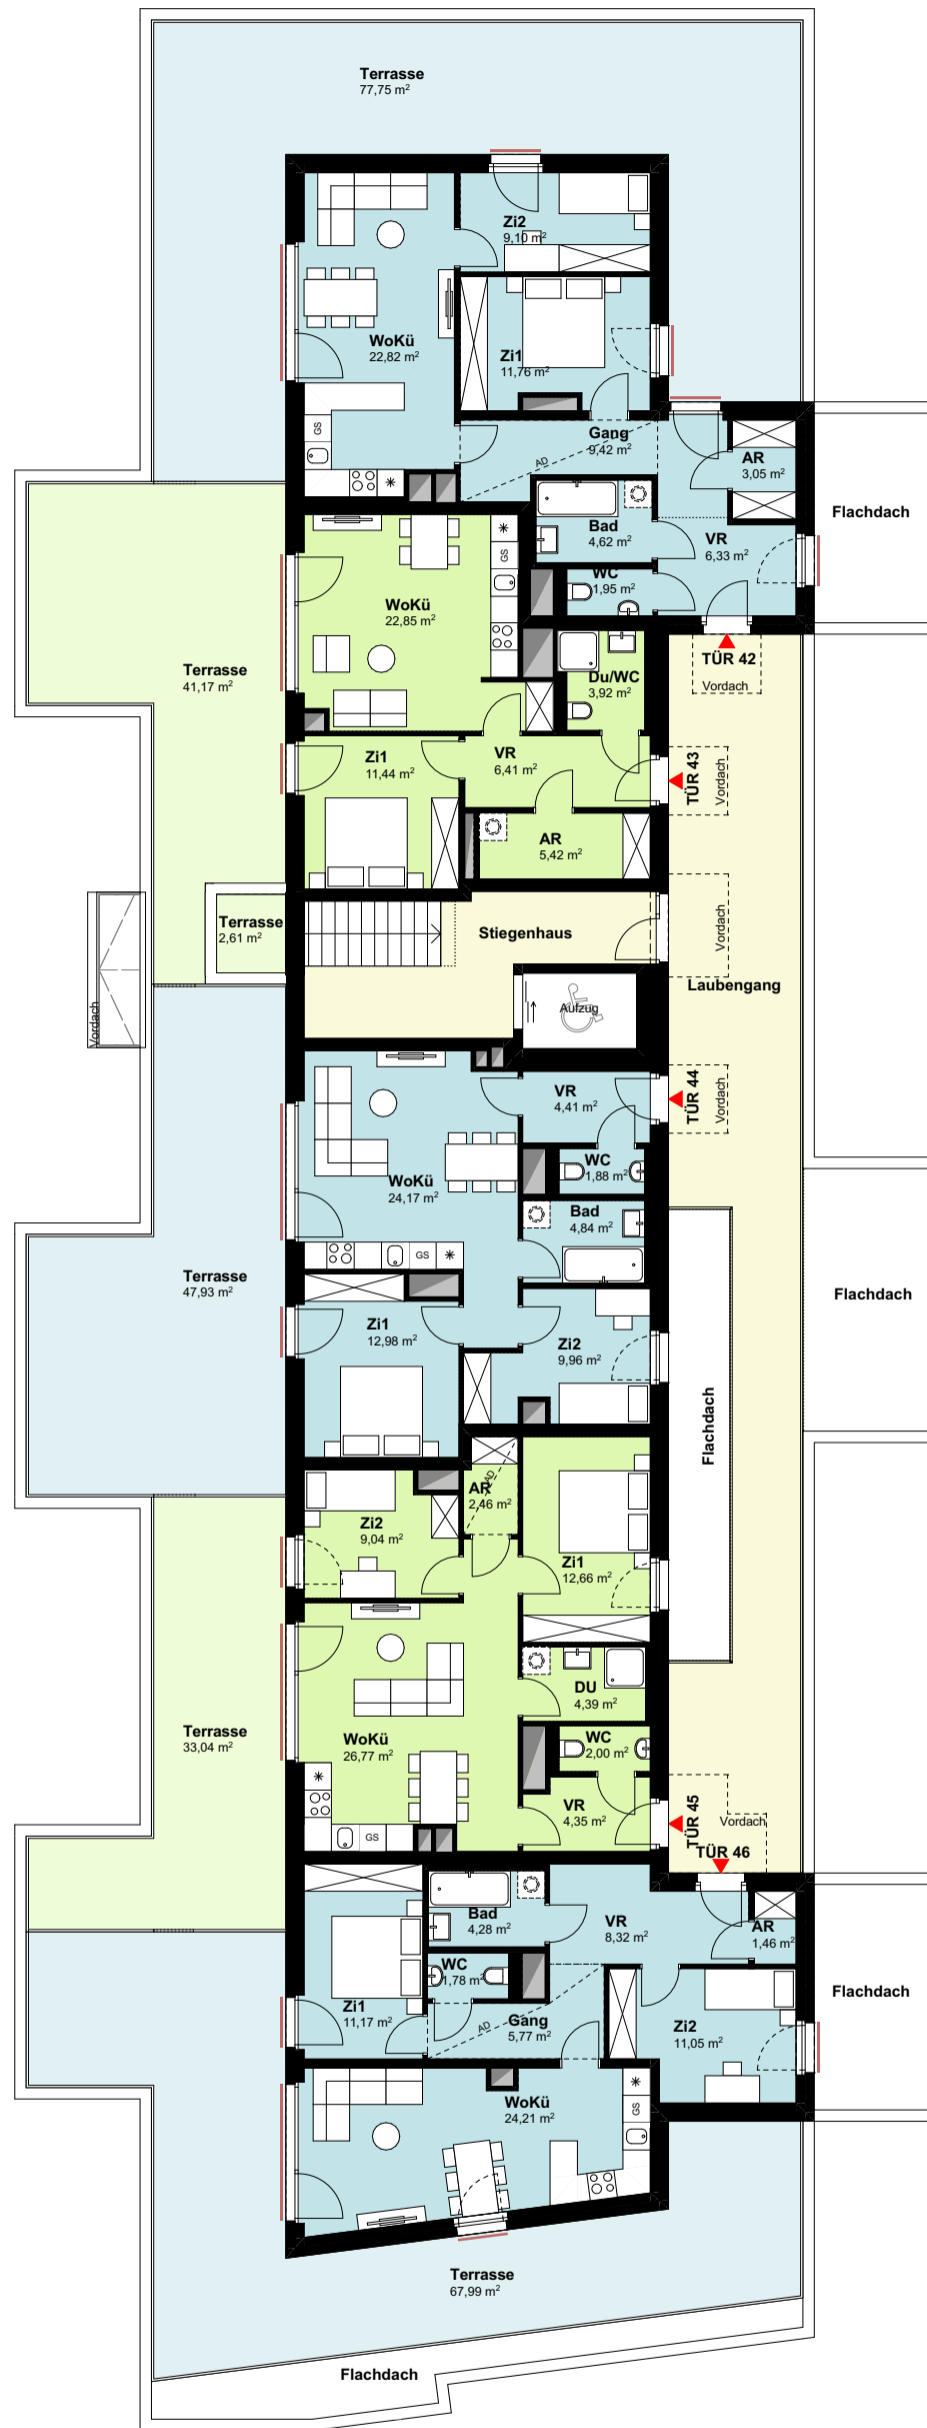 Terrasse
77,75 m²
Zi2
9,10 m²
WoKü
22,82 m²
Zi1
11,76 m²
GS
Gang
9,42 m²
AD
AR
3,05 m²
Bad
4,62 m²
VR
6,33 m²
WC
1,95 m²
Flachdach
TÜR 42
Vordach
GS
WoKü
22,85 m²
Terrasse
41,17 m²
Du/WC
3,92 m²
Zi1
11,44 m²
VR
6,41 m²
TÜR 43
Vordach
AR
5,42 m²
Terrasse
2,61 m²
Stiegenhaus
Vordach
Laubengang
Aufzug
Vordach
VR
4,41 m²
TÜR 44
Vordach
WC
1,88 m²
WoKü
24,17 m²
Bad
4,84 m²
GS
Terrasse
47,93 m²
Flachdach
Zi1
12,98 m²
Zi2
9,96 m²
Flachdach
AR
2,46 m²
AD
Zi2
9,04 m²
Zi1
12,66 m²
DU
4,39 m²
Terrasse
33,04 m²
WoKü
26,77 m²
WC
2,00 m²
VR
4,35 m²
GS
TÜR 45
Vordach
TÜR 46
Bad
4,28 m²
VR
8,32 m²
AR
1,46 m²
WC
1,78 m²
Zi1
11,17 m²
Gang
5,77 m²
AD
Zi2
11,05 m²
Flachdach
WoKü
24,21 m²
GS
Terrasse
67,99 m²
Flachdach